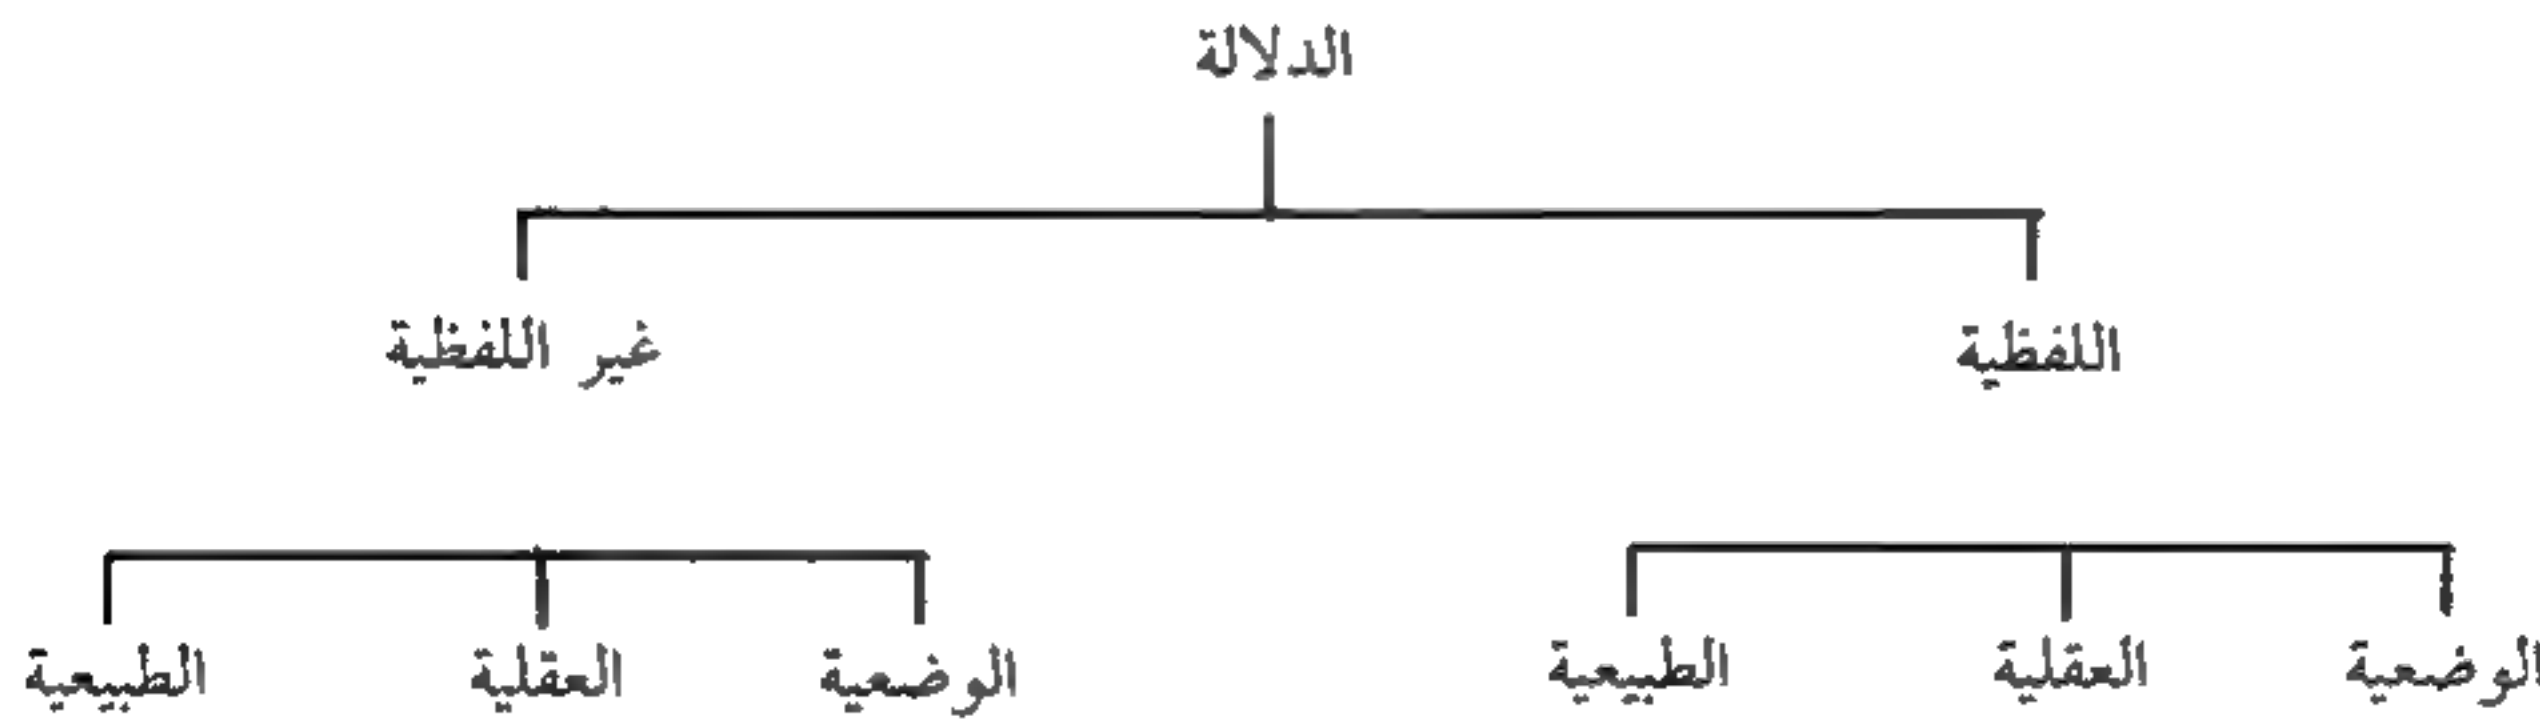 الدلالة
اللفظية غير اللفظية
الوضعية العقلية الطبيعية الوضعية العقلية الطبيعية